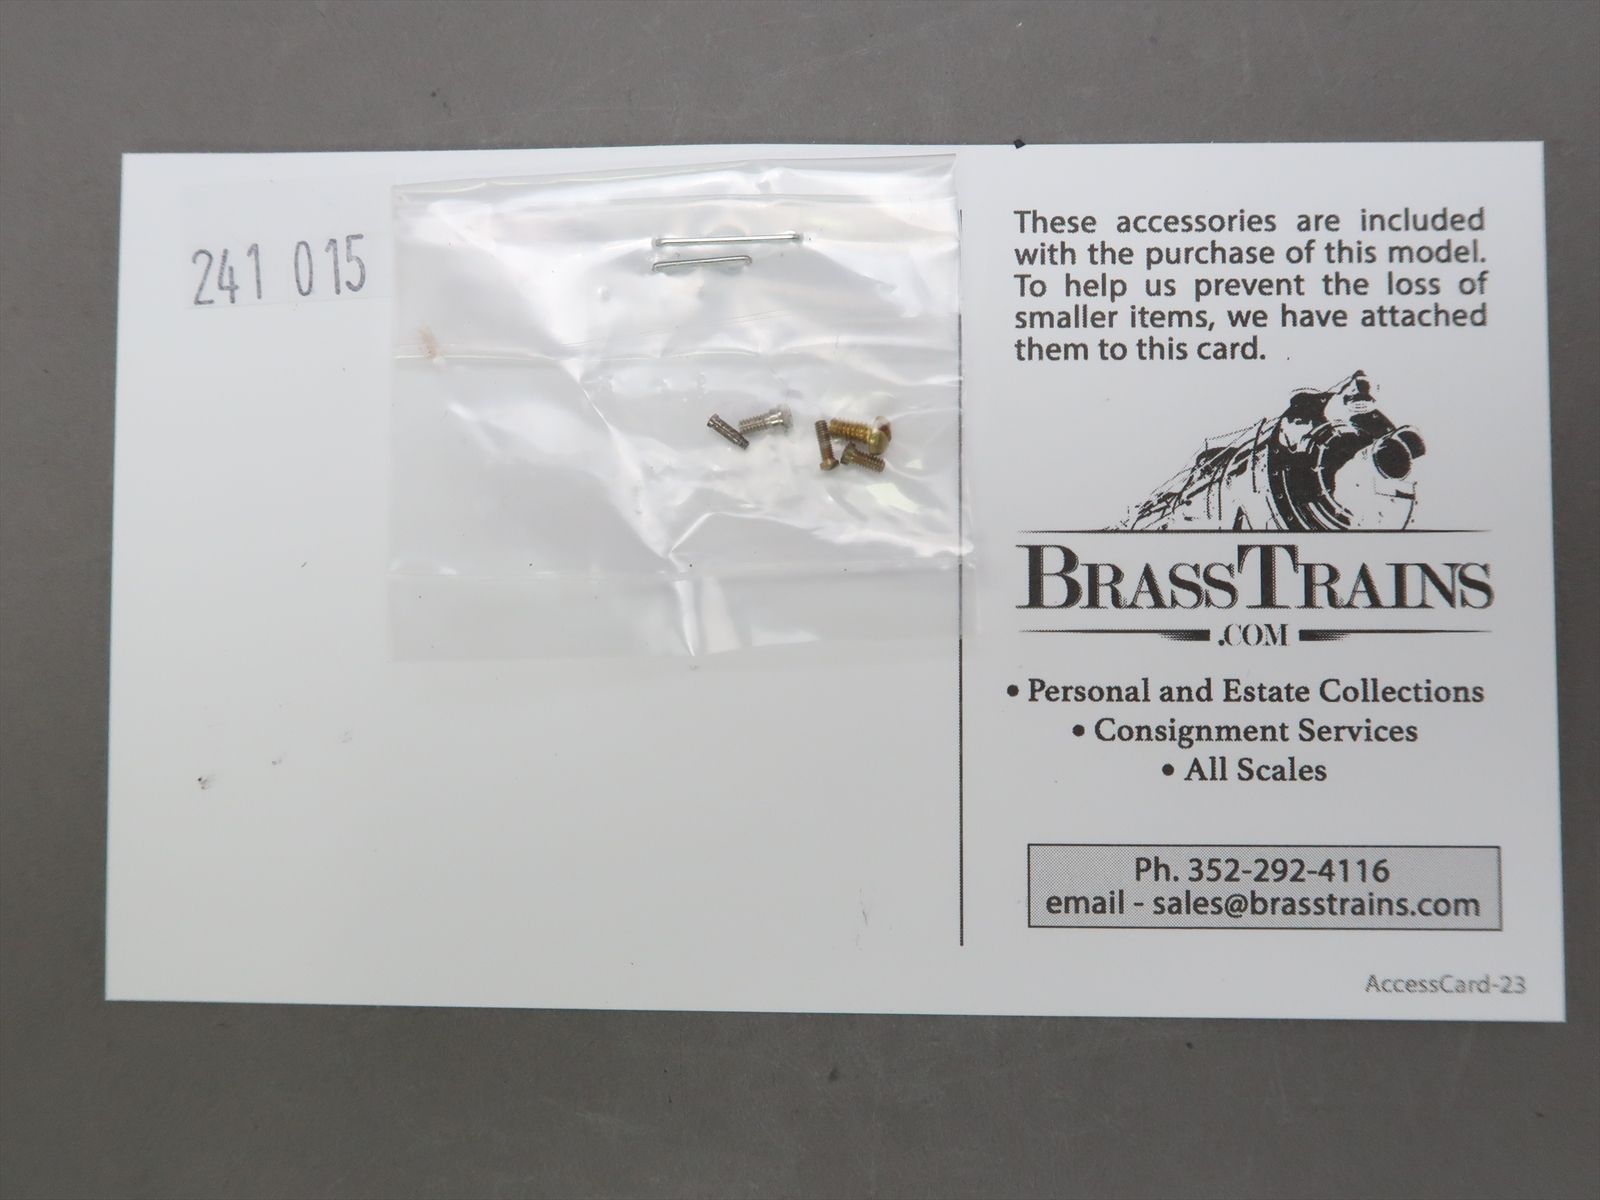 241 015
These accessories are included
with the purchase of this model.
To help us prevent the loss of
smaller items, we have attached
them to this card.
BRASSTRAINS
.COM
• Personal and Estate Collections
• Consignment Services
• All Scales
Ph. 352-292-4116
email - sales@brasstrains.com
AccessCard-23